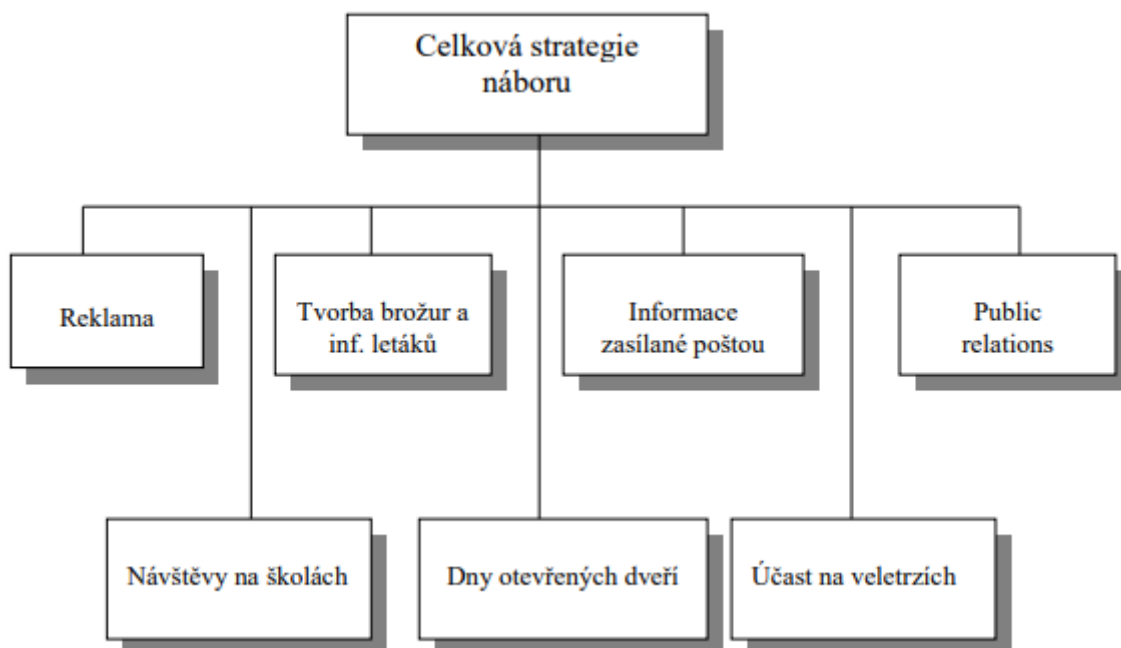 Celková strategie
náboru
Reklama
Tvorba brožur a
inf. letáků
Informace
zasílané poštou
Public
relations
Návštěvy na školách
Dny otevřených dveří
Účast na veletrzích